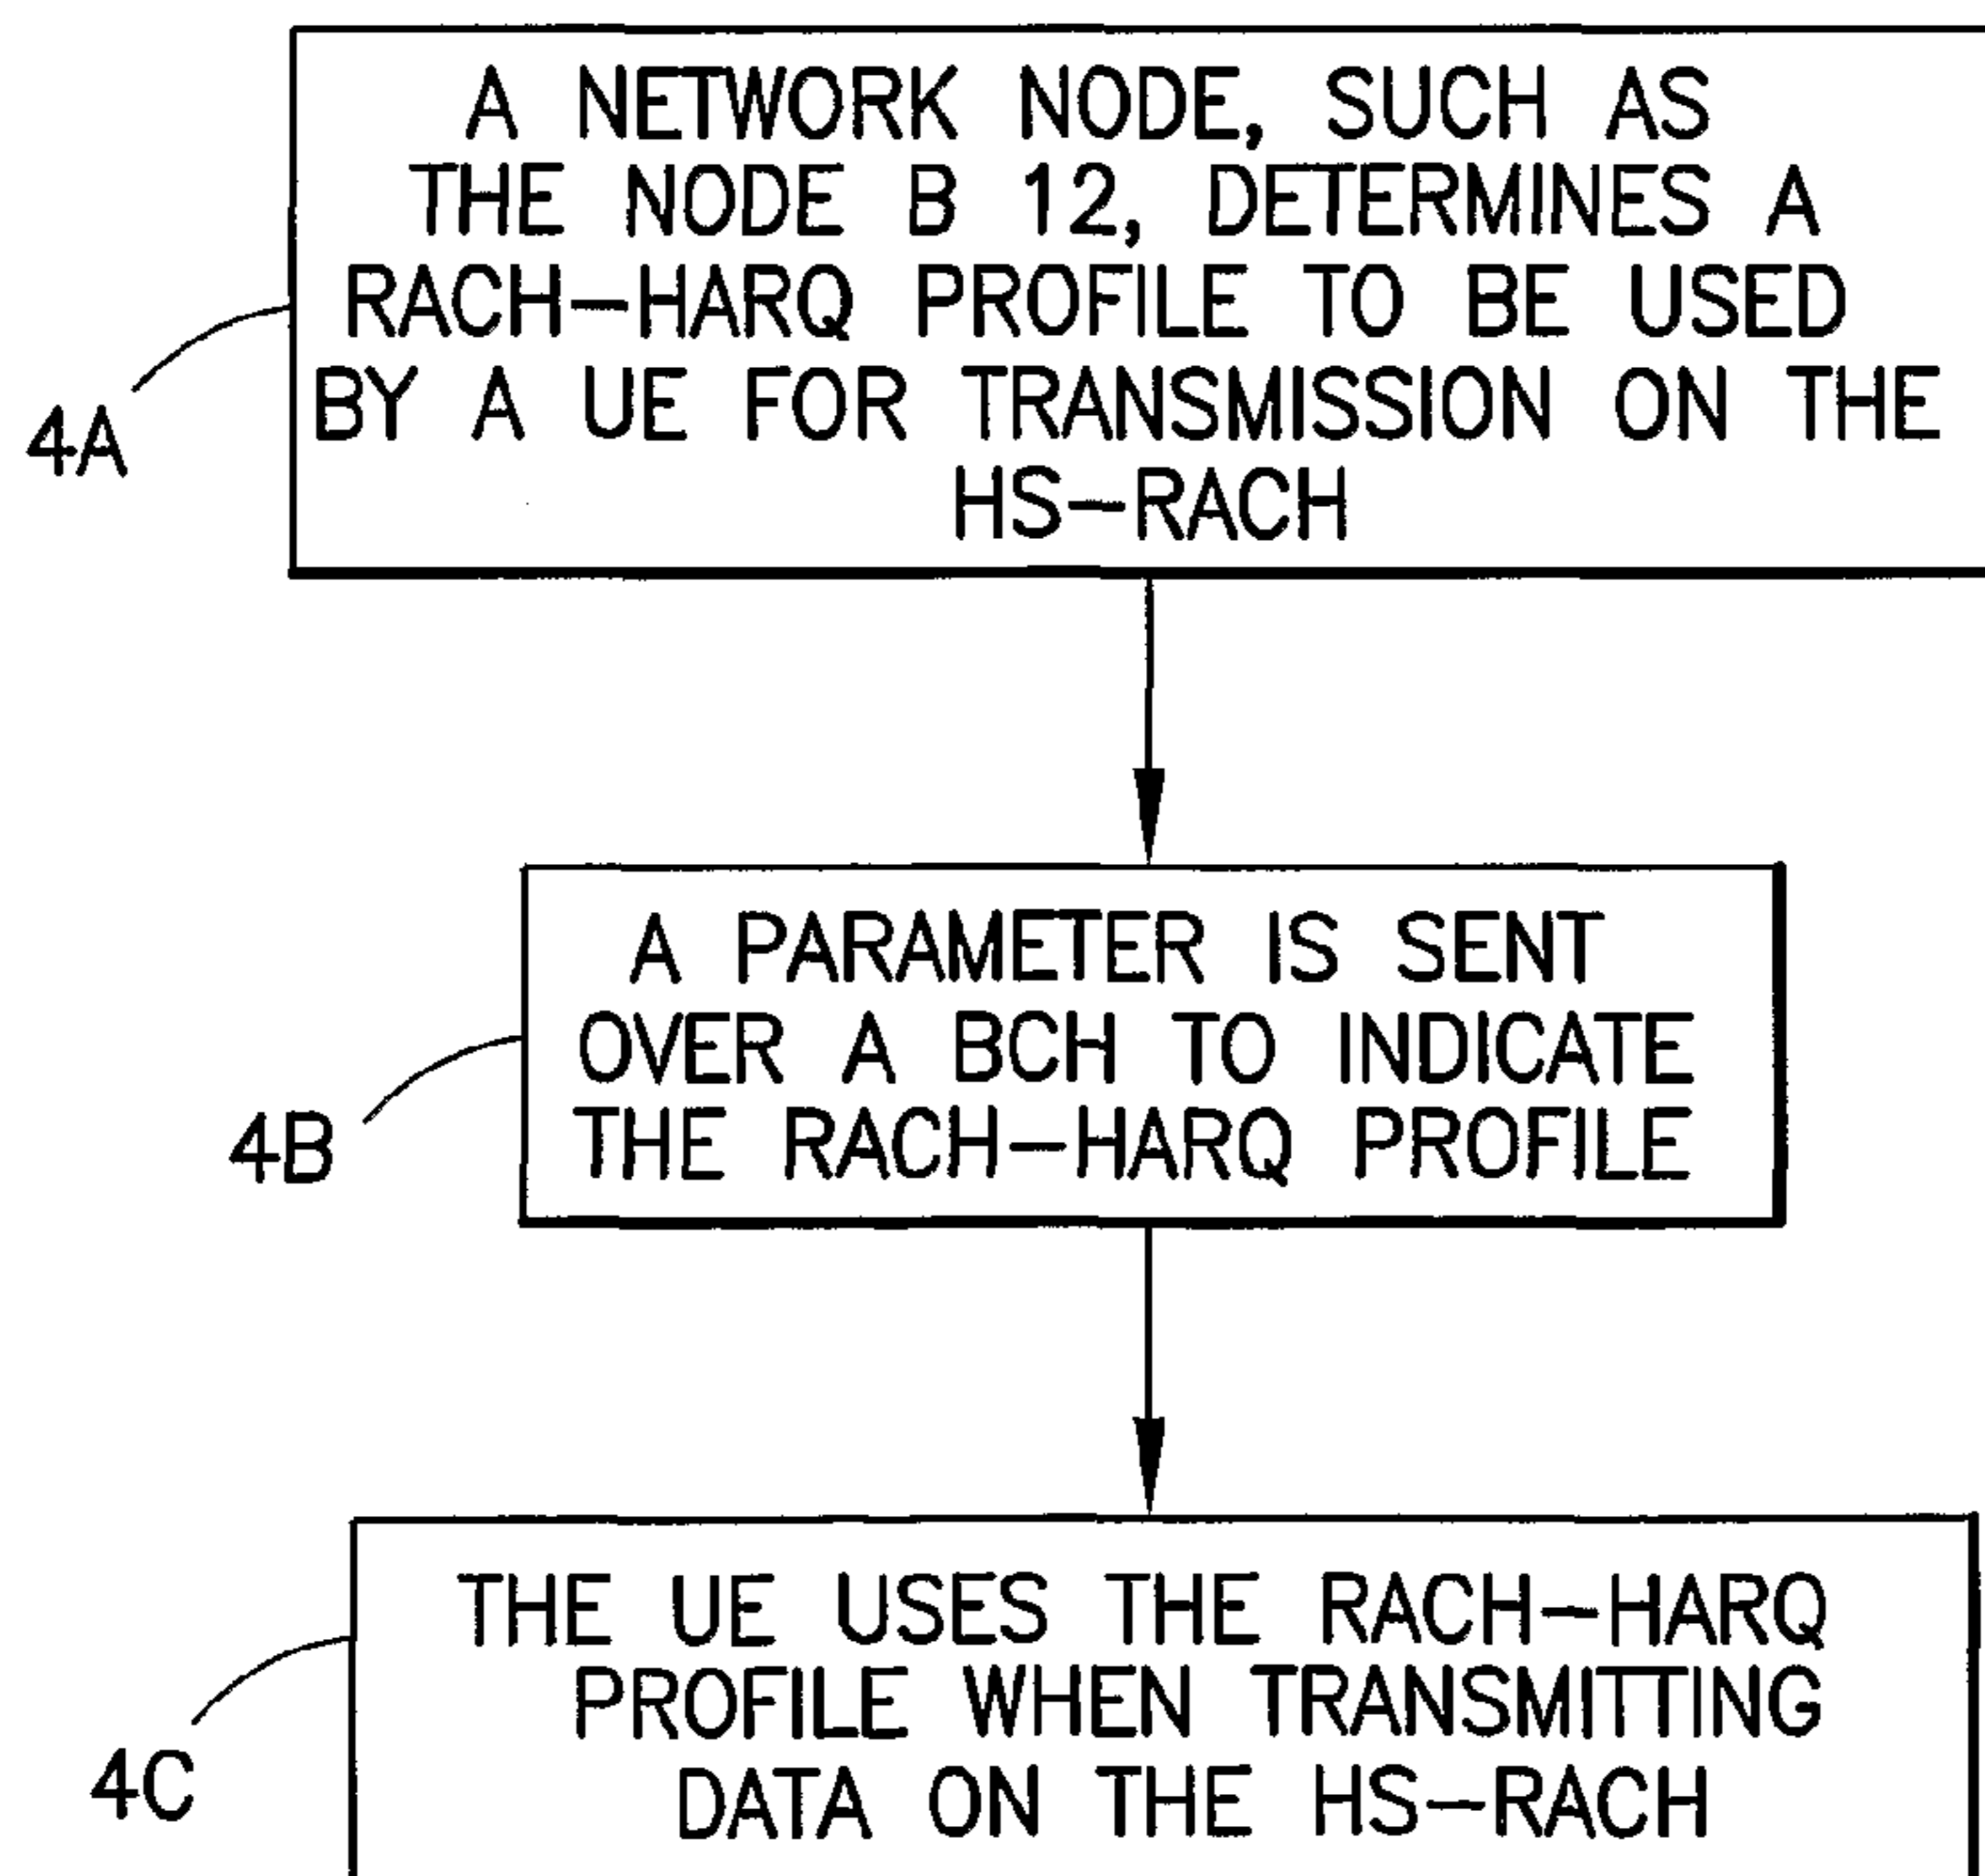 A NETWORK NODE, SUCH AS
THE NODE B 12, DETERMINES A
RACH-HARQ PROFILE TO BE USED
BY A UE FOR TRANSMISSION ON THE
HS-RACH
4A
A PARAMETER IS SENT
OVER A BCH TO INDICATE
THE RACH-HARQ PROFILE
4B
THE UE USES THE RACH-HARQ
PROFILE WHEN TRANSMITTING
DATA ON THE HS-RACH
4C